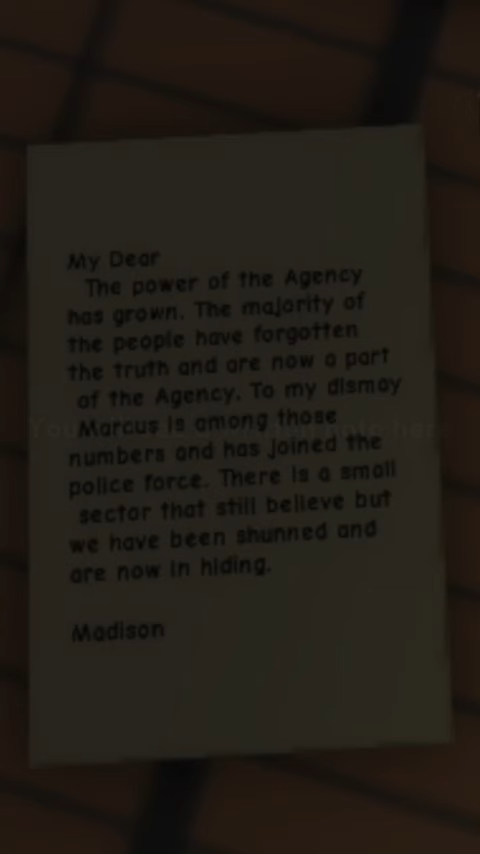 My Dear
The power of the Agency
has grown. The majority of
the people have forgotten
the truth and are now a part
of the Agency. To my dismay
Marcus is among those
numbers and has joined the
police force. There is a small
sector that still believe but
we have been shunned and
are now in hiding.
Madison